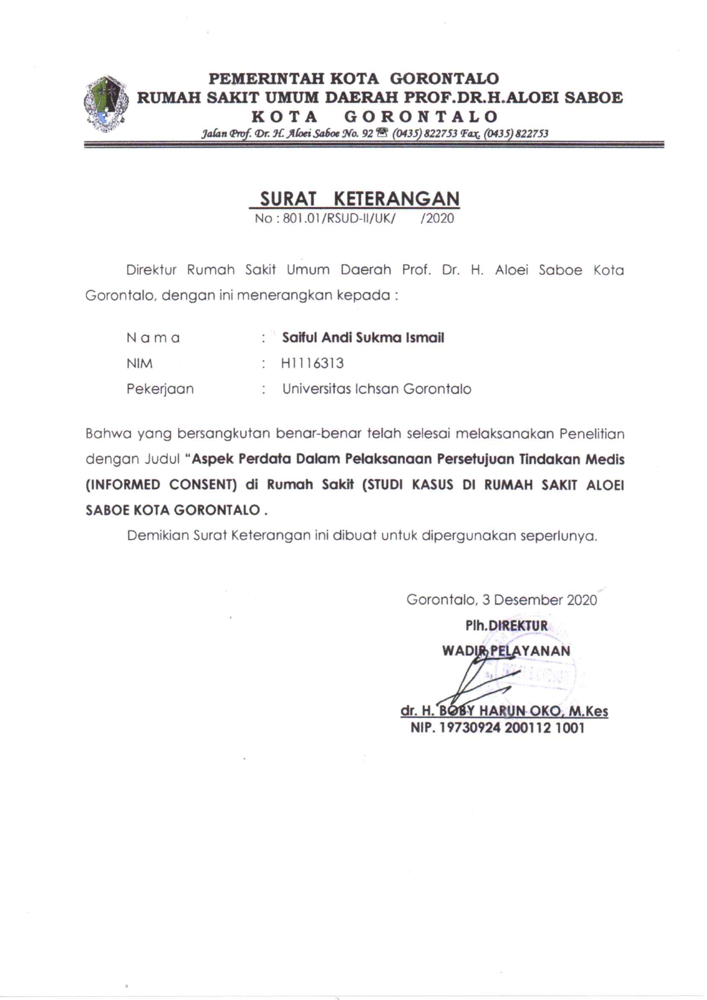 PEMERINTAH KOTA GORONTALO
RUMAH SAKIT UMUM DAERAH PROF.DR.H.ALOEI SABOE
KOTA GORONTALO
Jalan Prof. Dr. H. Aloei Saboe No. 92 ☎ (0435) 822753 Fax, (0435) 822753
SURAT KETERANGAN
No : 801.01/RSUD-II/UK/ /2020
Direktur Rumah Sakit Umum Daerah Prof. Dr. H. Aloei Saboe Kota
Gorontalo, dengan ini menerangkan kepada :
N a m a : Saiful Andi Sukma Ismail
NIM : H1116313
Pekerjaan : Universitas Ichsan Gorontalo
Bahwa yang bersangkutan benar-benar telah selesai melaksanakan Penelitian
dengan Judul “Aspek Perdata Dalam Pelaksanaan Persetujuan Tindakan Medis
(INFORMED CONSENT) di Rumah Sakit (STUDI KASUS DI RUMAH SAKIT ALOEI
SABOE KOTA GORONTALO .
Demikian Surat Keterangan ini dibuat untuk dipergunakan seperlunya.
Gorontalo, 3 Desember 2020
Plh.DIREKTUR
WADIR PELAYANAN
dr. H. BOBY HARUN OKO, M.Kes
NIP. 19730924 200112 1001